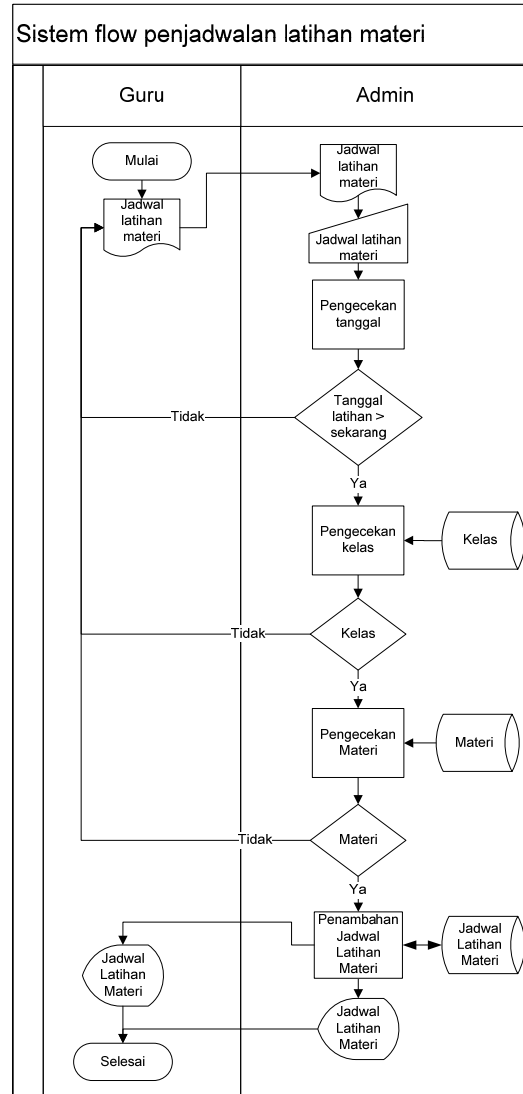 Sistem flow penjadwalan latihan materi
Guru
Admin
Mulai
Jadwal
latihan
materi
Jadwal
latihan
materi
Jadwal latihan
materi
Pengecekan
tanggal
Tanggal
latihan >
sekarang
Tidak
Ya
Pengecekan
kelas
Kelas
Kelas
Tidak
Ya
Pengecekan
Materi
Materi
Materi
Tidak
Ya
Penambahan
Jadwal
Latihan
Materi
Jadwal
Latihan
Materi
Jadwal
Latihan
Materi
Jadwal
Latihan
Materi
Selesai